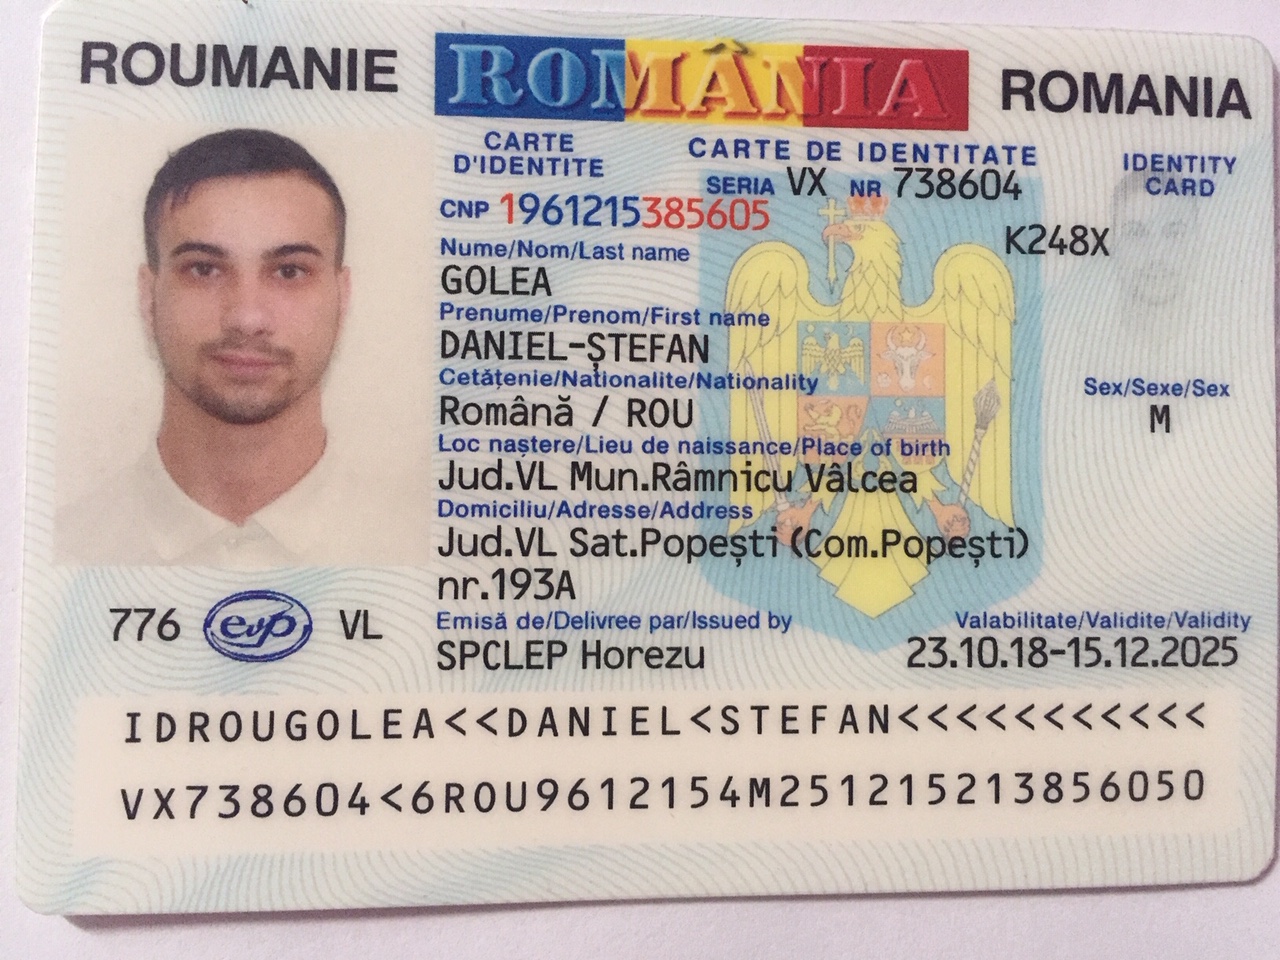 ROUMANIE ROMÂNIA ROMANIA
CARTE D'IDENTITE
CARTE DE IDENTITATE
IDENTITY CARD
SERIA VX NR 738604
CNP 1961215385605
K248X
Nume/Nom/Last name
GOLEA
Prenume/Prenom/First name
DANIEL-ȘTEFAN
Cetățenie/Nationalite/Nationality
Română / ROU
Sex/Sexe/Sex
M
Loc naștere/Lieu de naissance/Place of birth
Jud.VL Mun.Râmnicu Vâlcea
Domiciliu/Adresse/Address
Jud.VL Sat.Popești (Com.Popești)
nr.193A
Emisă de/Delivree par/Issued by
SPCLEP Horezu
Valabilitate/Validite/Validity
23.10.18-15.12.2025
776 evp VL
IDROUGOLEA<<DANIEL<STEFAN<<<<<<<<<<<
VX738604<6ROU9612154M251215213856050